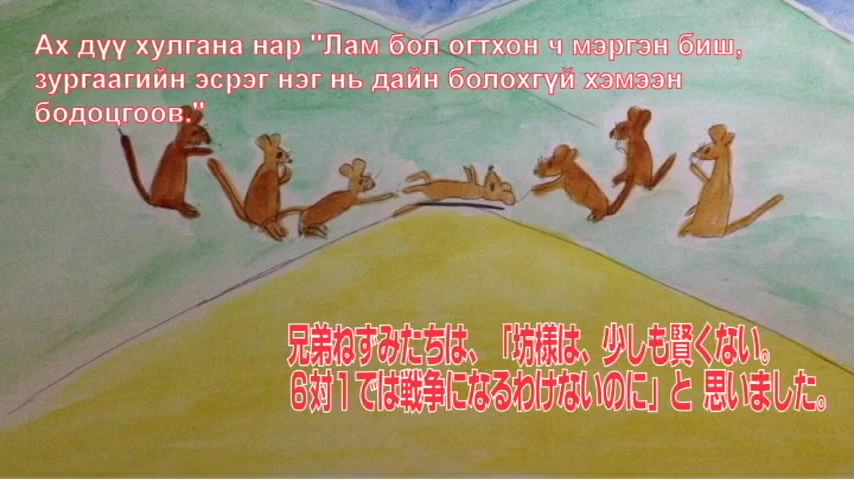 Ах дүү хулгана нар "Лам бол огтхон ч мэргэн биш,
зургаагийн эсрэг нэг нь дайн болохгүй хэмээн
бодоцгоов."
兄弟ねずみたちは、「坊様は、少しも賢くない。
６対１では戦争になるわけないのに」と 思いました。